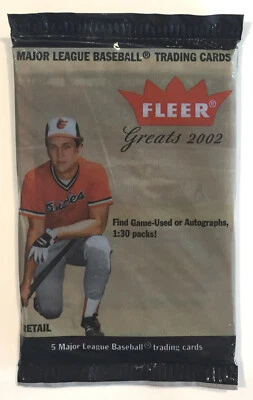 MAJOR LEAGUE BASEBALL® TRADING CARDS
FLEER®
Greats 2002
Find Game-Used or Autographs,
1:30 packs!
RETAIL
5 Major League Baseball® trading cards